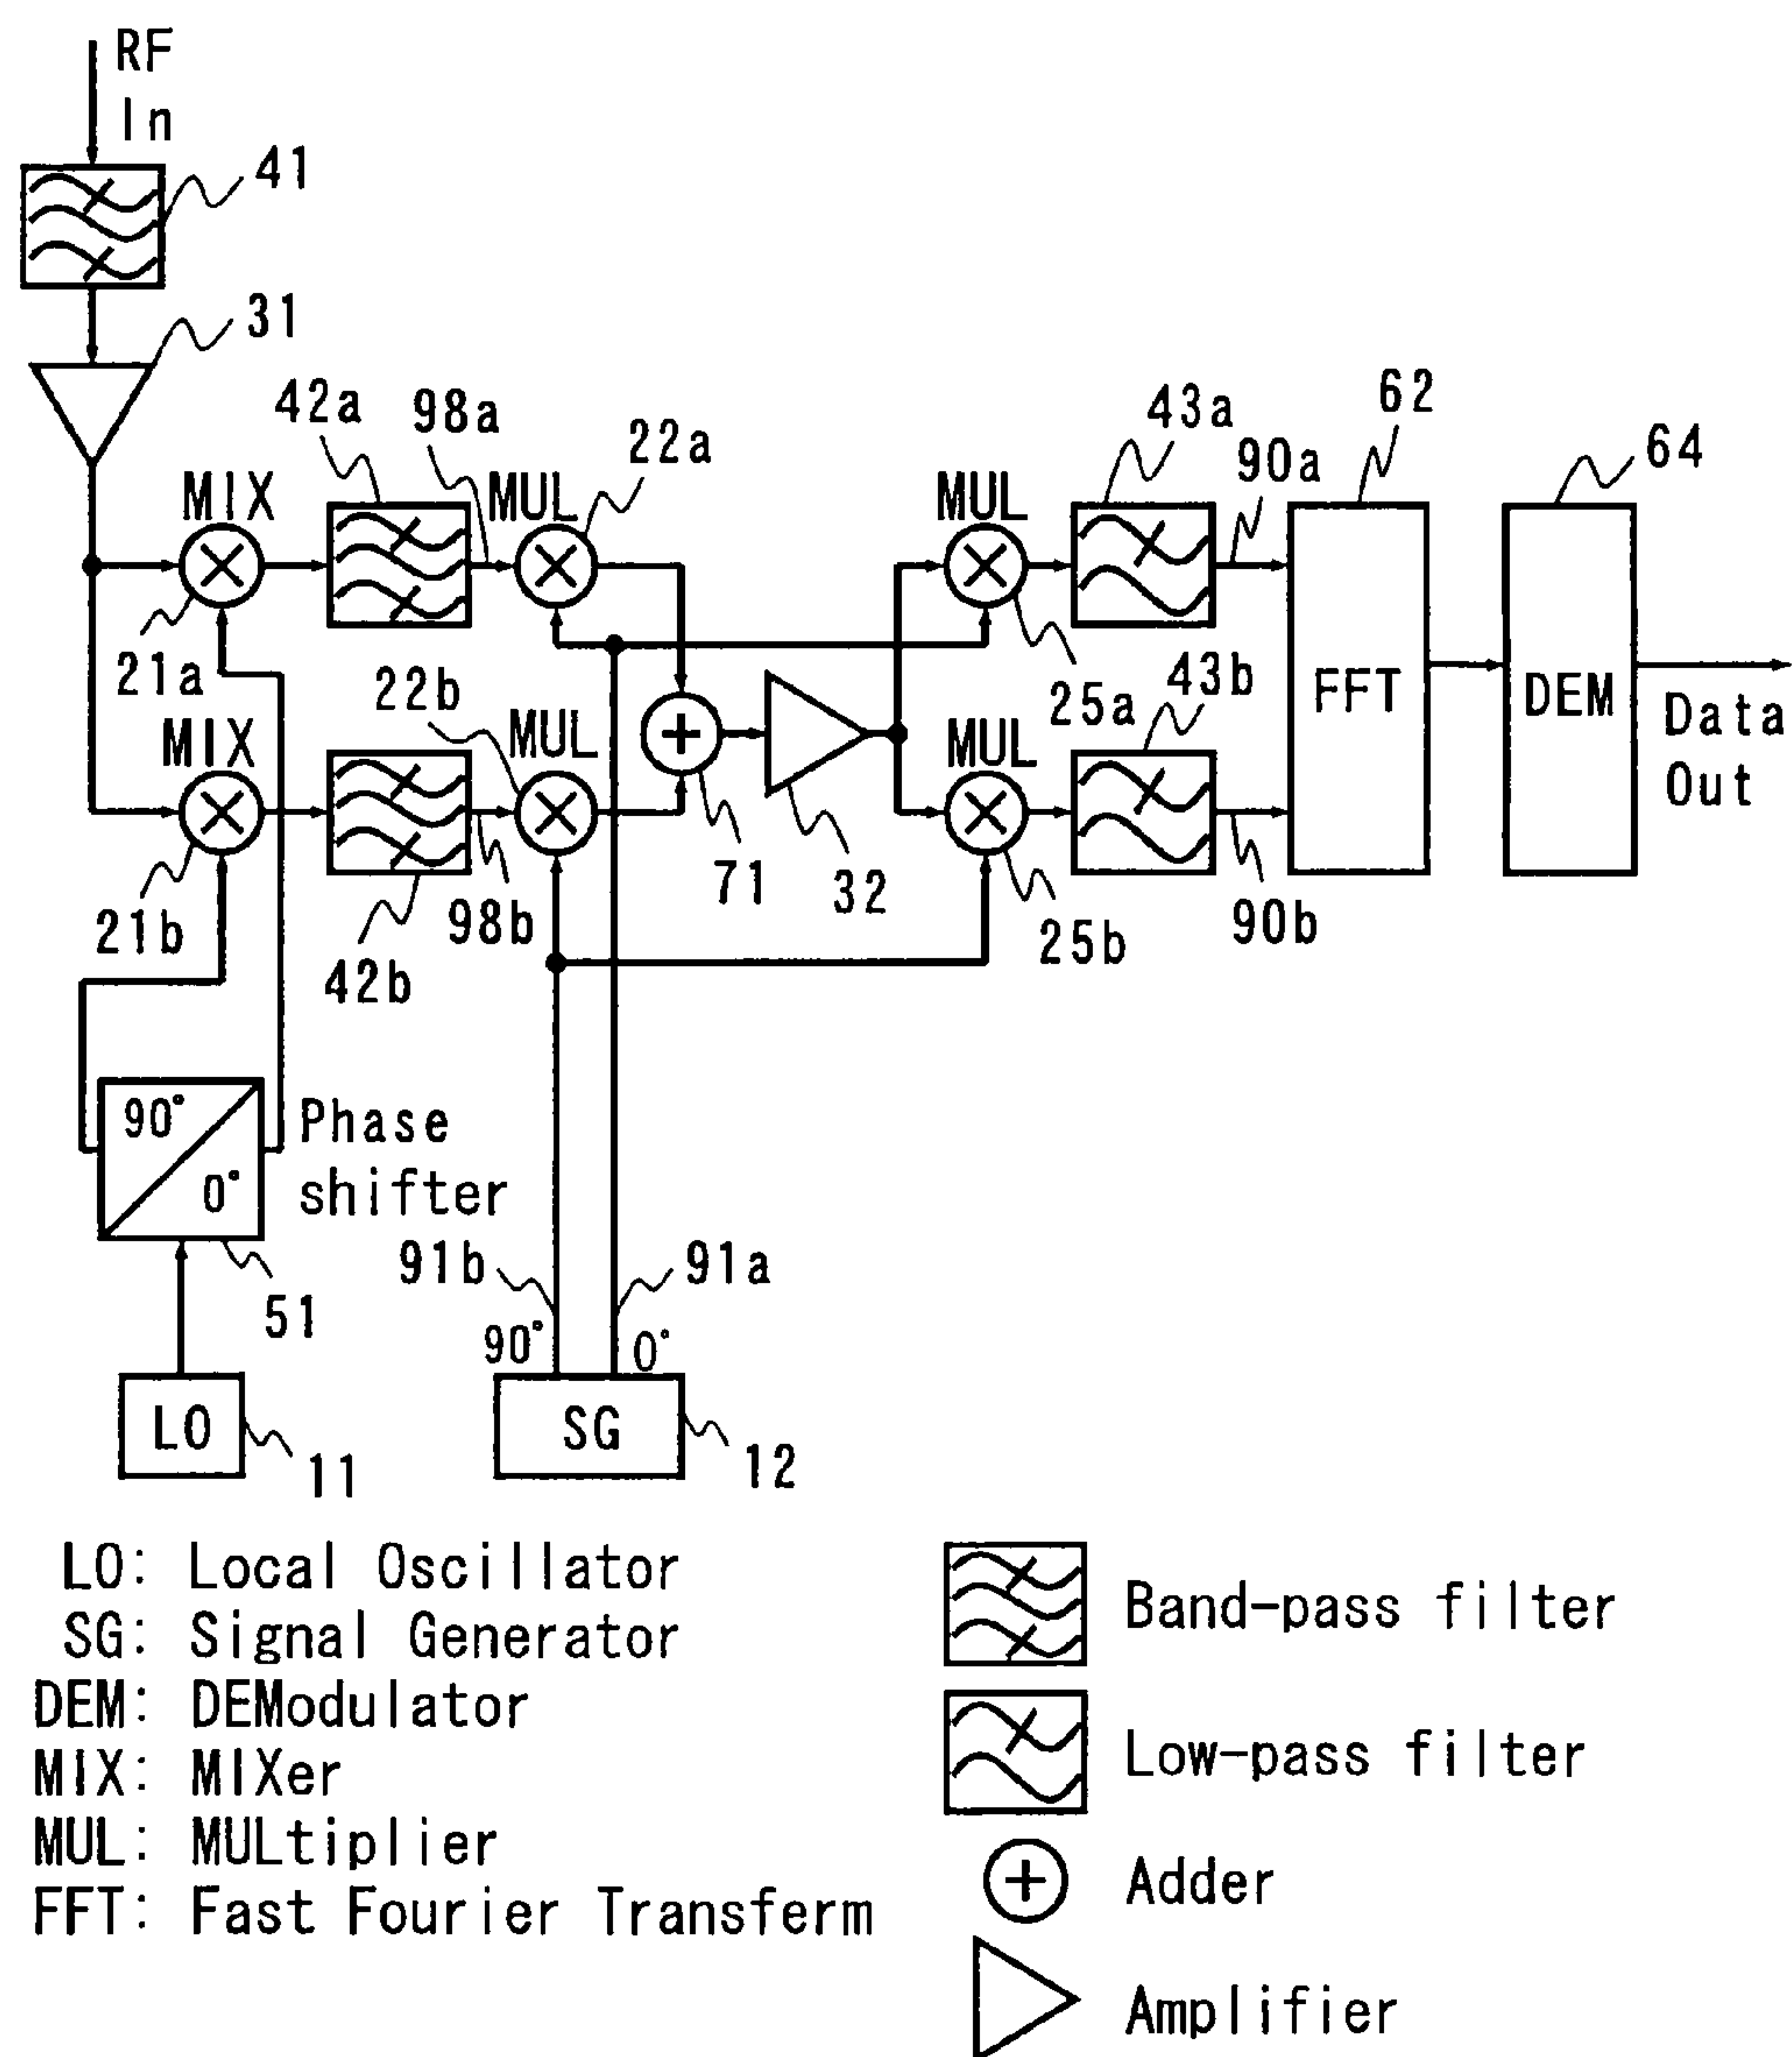 RF
In
41
31
42a
98a
22a
43a
62
90a
64
MIX
MUL
MUL
21a
22b
25a
43b
FFT
DEM
Data
Out
MIX
MUL
MUL
71
32
21b
98b
25b
90b
42b
90°
0°
Phase
shifter
91b
91a
51
90°
0°
LO
11
SG
12
LO: Local Oscillator
SG: Signal Generator
DEM: DEModulator
MIX: MIXer
MUL: MULtiplier
FFT: Fast Fourier Transferm
Band-pass filter
Low-pass filter
Adder
Amplifier